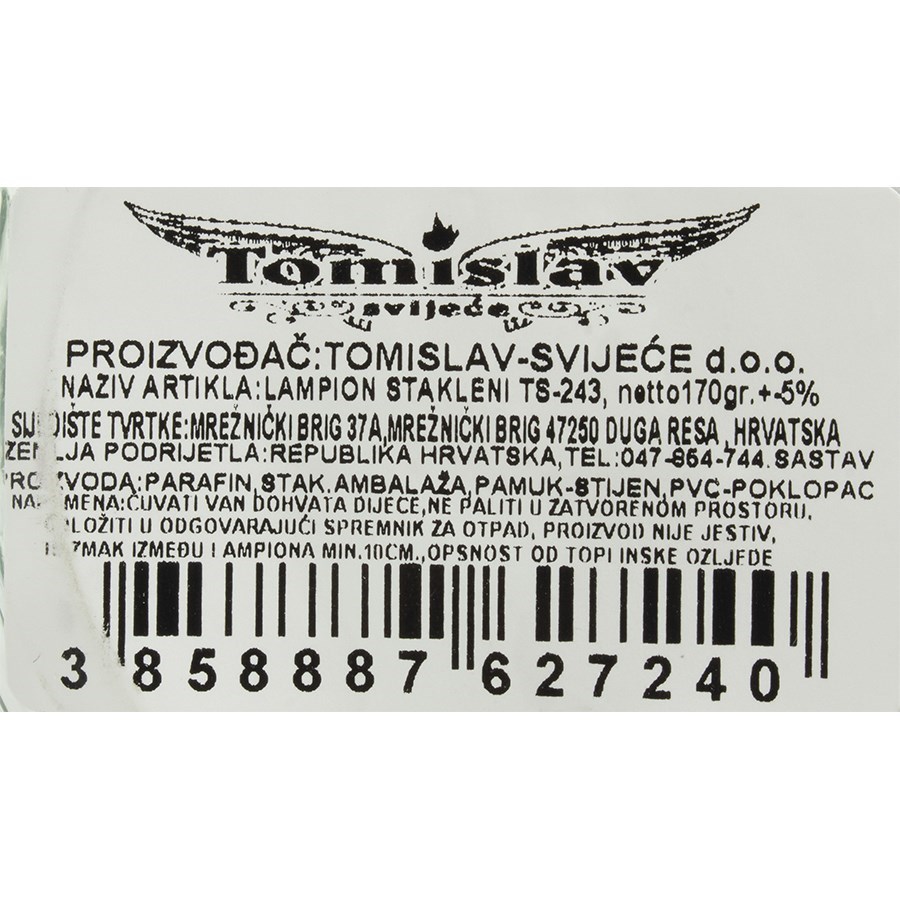 Tomislav
svijeće
PROIZVOĐAČ:TOMISLAV-SVIJEĆE d.o.o.
NAZIV ARTIKLA:LAMPION STAKLENI TS-243, netto170gr.+-5%
TVRTKE:MREŽNIČKI BRIG 37A,MREŽNIČKI BRIG 47250 DUGA RESA ,HRVATSKA
PODRIJETLA:REPUBLIKA HRVATSKA,TEL:047-854-744.SASTAV
PARAFIN,STAK.AMBALAŽA,PAMUK-STIJEN,PVC-POKLOPAC
ČUVATI VAN DOHVATA DIJECE,NE PALITI U ZATVORENOM PROSTORU,
U ODGOVARAJUĆI SPREMNIK ZA OTPAD, PROIZVOD NIJE JESTIV,
IZMEĐU LAMPIONA MIN.10CM.,OPSNOST OD TOPLINSKE OZLJEDE
3 858887 627240